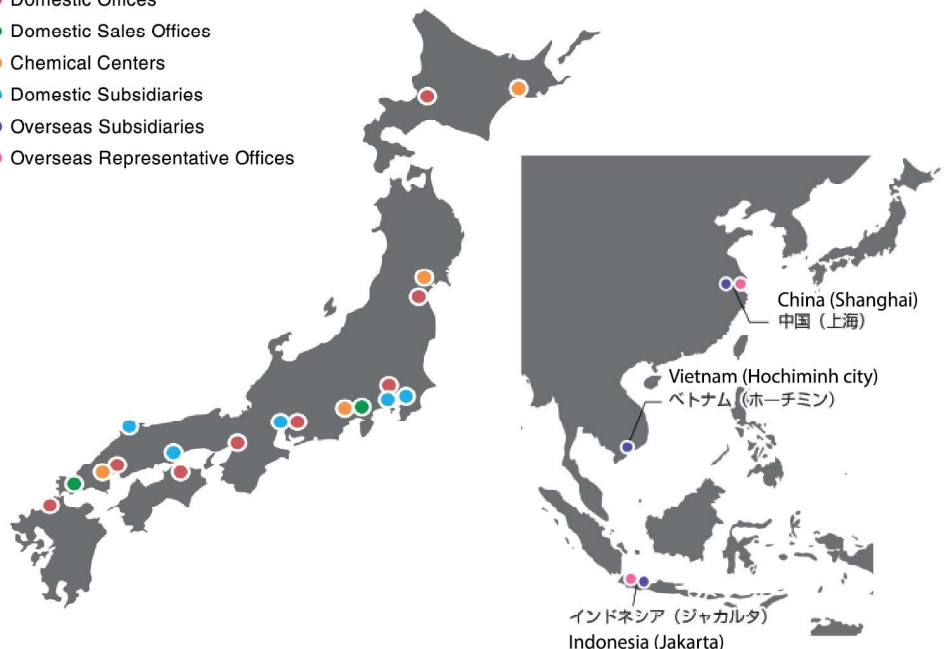 Domestic Offices
Domestic Sales Offices
Chemical Centers
Domestic Subsidiaries
Overseas Subsidiaries
Overseas Representative Offices
China (Shanghai)
中国（上海）
Vietnam (Hochiminh city)
ベトナム（ホーチミン）
インドネシア（ジャカルタ）
Indonesia (Jakarta)